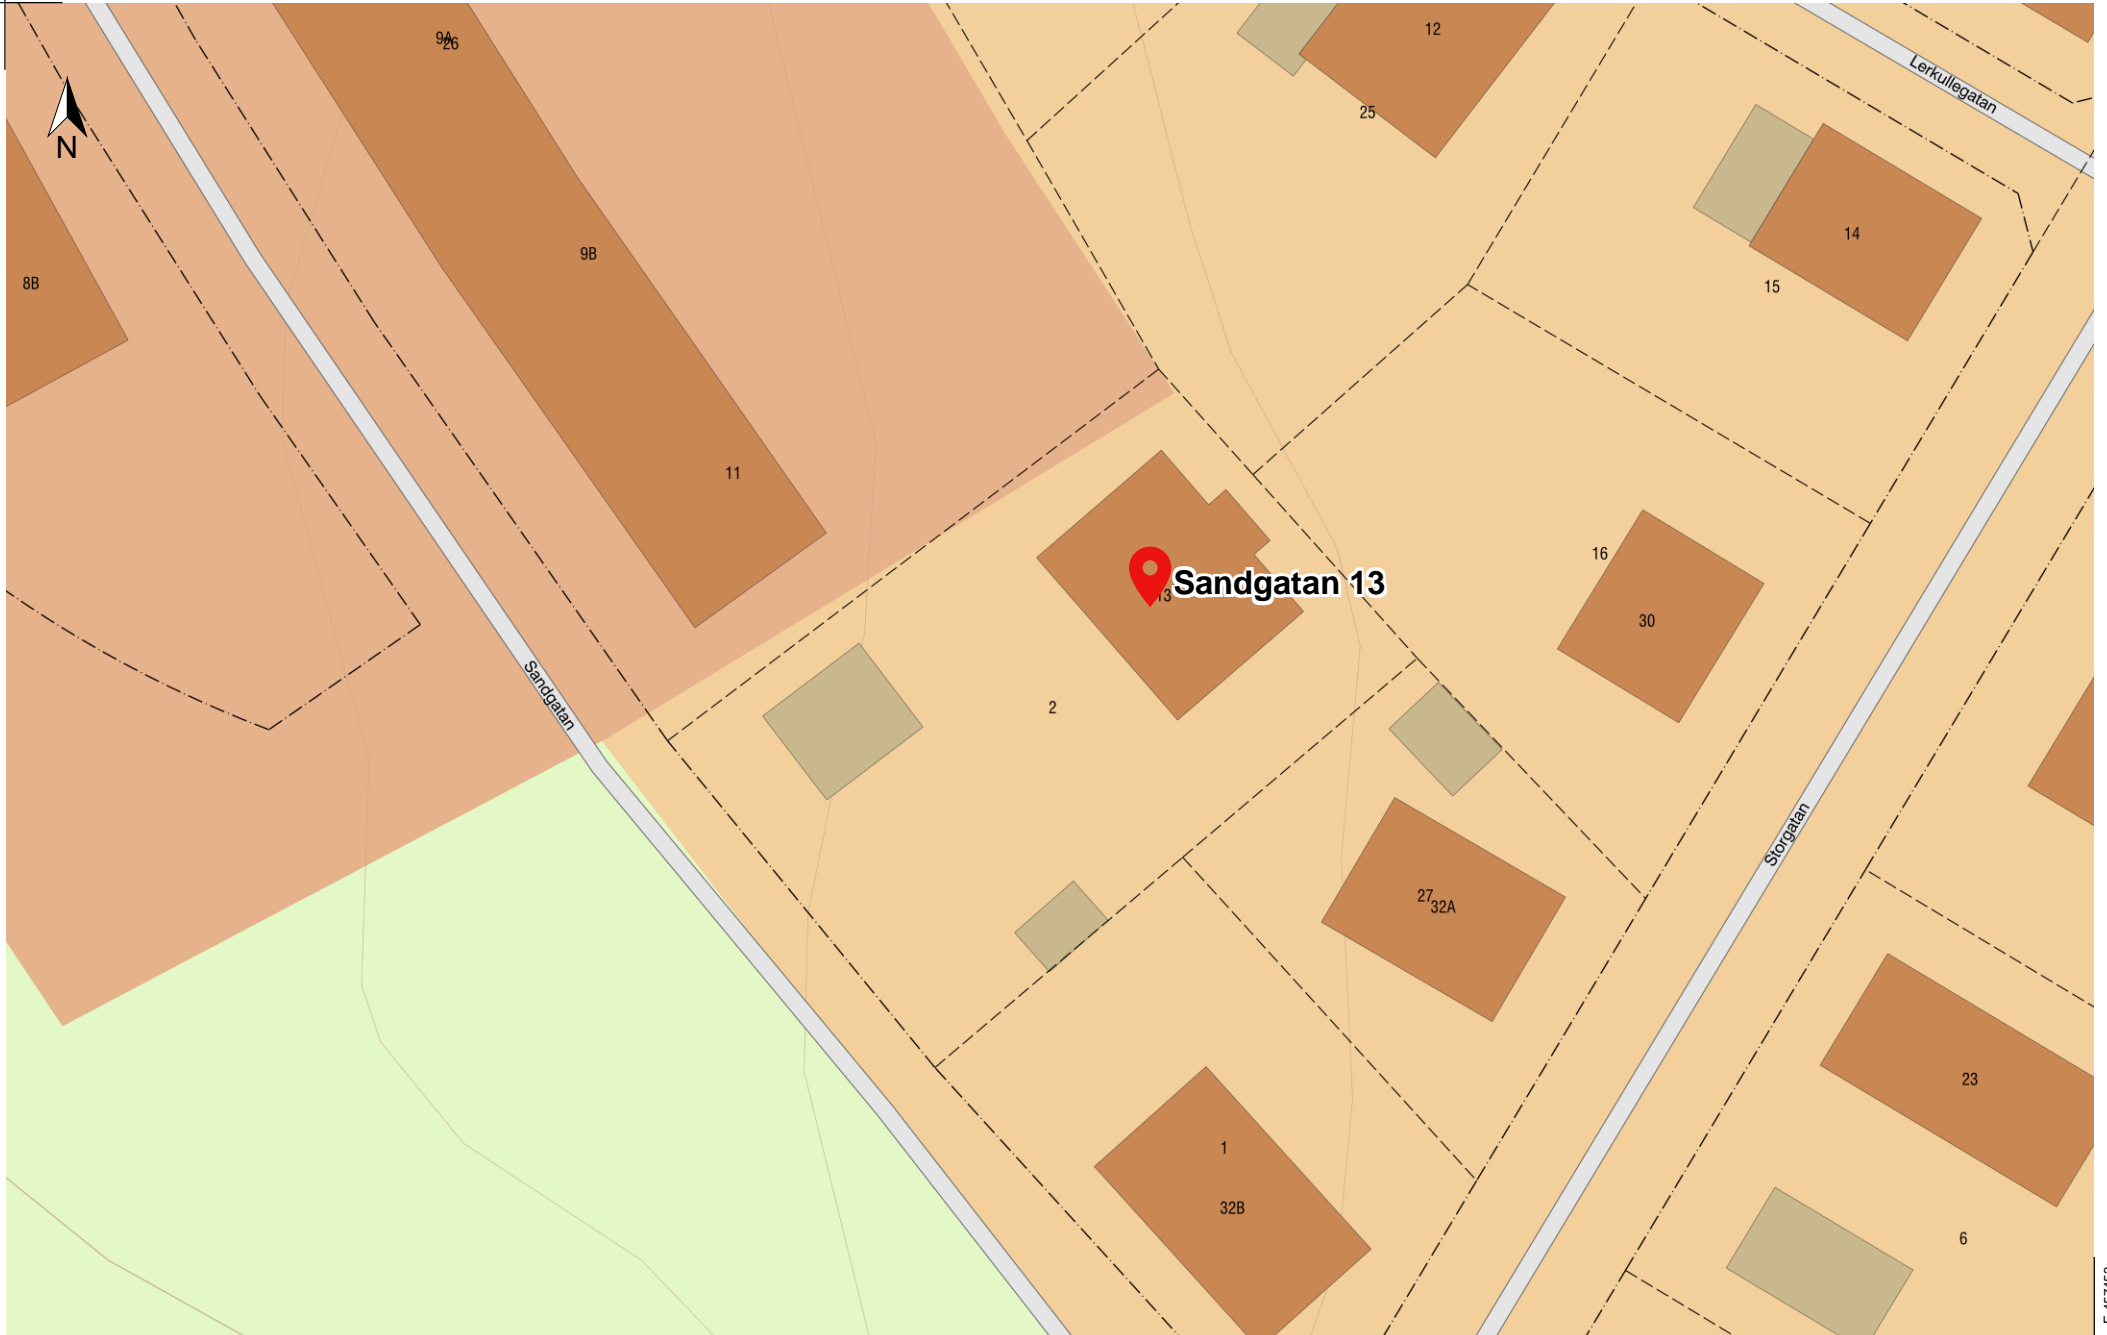 9A
26
12
Lerkullegatan
25
N
14
9B
8B
15
11
16
Sandgatan 13
13
30
Sandgatan
2
Storgatan
27
32A
23
1
32B
6